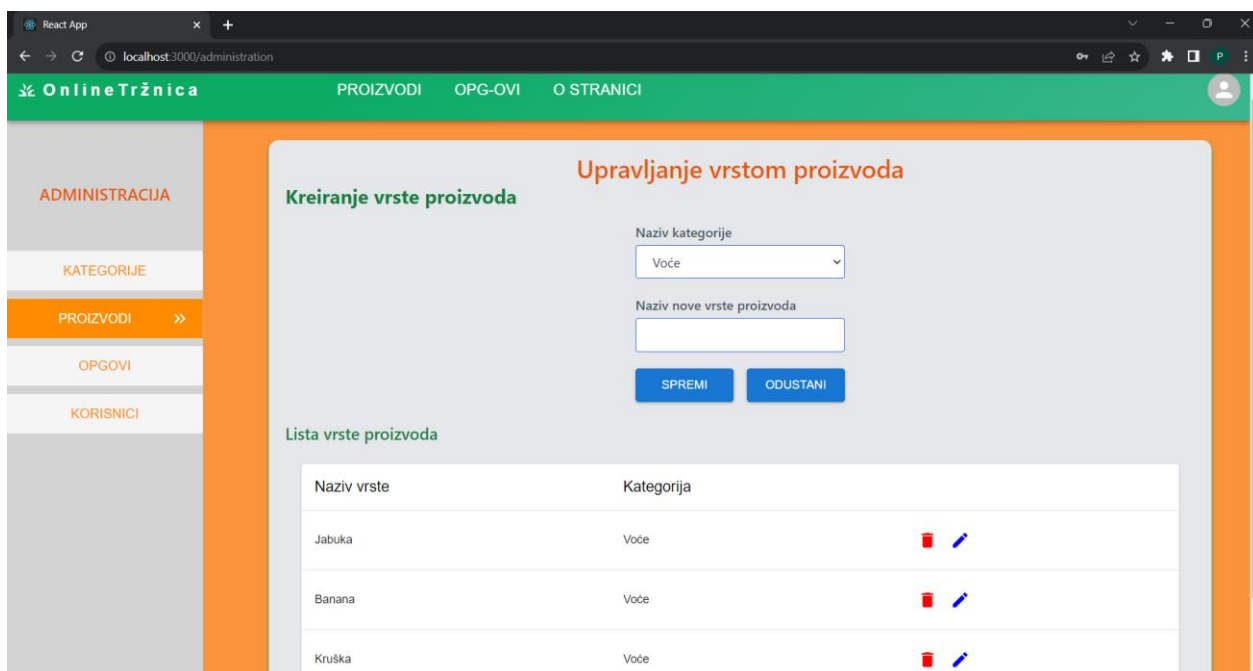 React App
localhost:3000/administration
P
OnlineTržnica PROIZVODI OPG-OVI O STRANICI
ADMINISTRACIJA
KATEGORIJE
PROIZVODI
OPGOVI
KORISNICI
Upravljanje vrstom proizvoda
Kreiranje vrste proizvoda
Naziv kategorije
Voće
Naziv nove vrste proizvoda
SPREMI ODUSTANI
Lista vrste proizvoda
Naziv vrste Kategorija
Jabuka Voće
Banana Voće
Kruška Voće